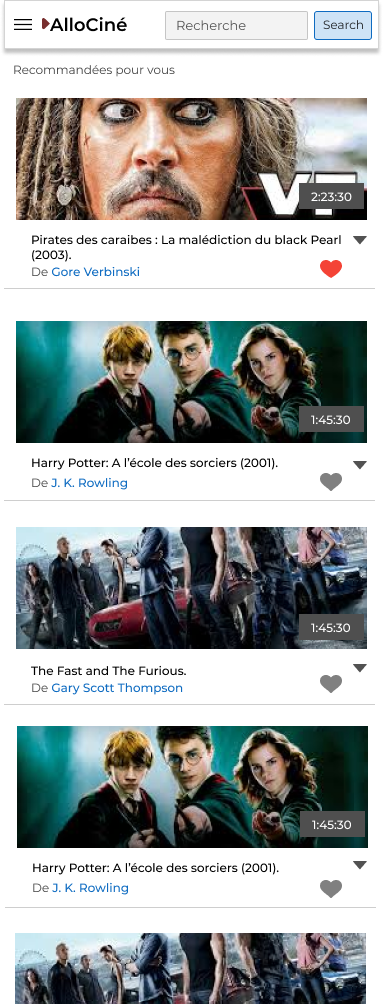 AlloCiné
Recherche
Search
Recommandées pour vous
VF
2:23:30
Pirates des caraibes : La malédiction du black Pearl
(2003).
De Gore Verbinski
1:45:30
Harry Potter: A l'école des sorciers (2001).
De J. K. Rowling
1:45:30
The Fast and The Furious.
De Gary Scott Thompson
1:45:30
Harry Potter: A l'école des sorciers (2001).
De J. K. Rowling